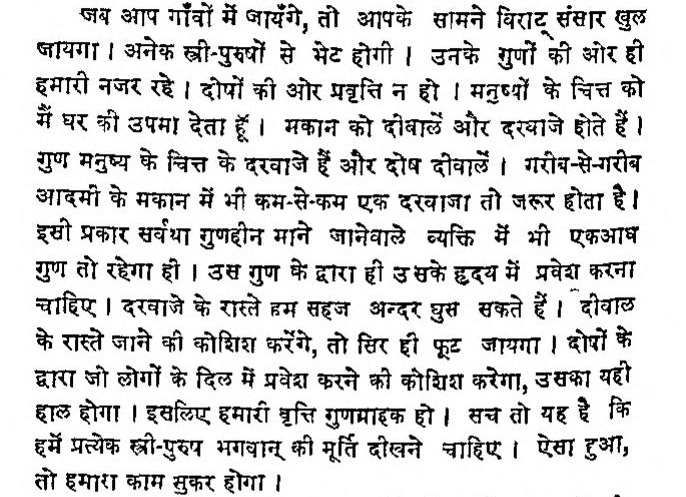 जब आप गाँवों में जायँगे, तो आपके सामने विराट् संसार खुल
जायगा । अनेक स्त्री-पुरुषों से भेट होगी । उनके गुणों की ओर ही
हमारी नजर रहे । दोषों की ओर प्रवृत्ति न हो । मनुष्यों के चित्त को
मैं घर की उपमा देता हूँ । मकान को दीवालें और दरवाजे होते हैं ।
गुण मनुष्य के चित्त के दरवाजे हैं और दोष दीवालें । गरीब-से-गरीब
आदमी के मकान में भी कम-से-कम एक दरवाजा तो जरूर होता है ।
इसी प्रकार सर्वथा गुणहीन माने जानेवाले व्यक्ति में भी एकआध
गुण तो रहेगा ही । उस गुण के द्वारा ही उसके हृदय में प्रवेश करना
चाहिए । दरवाजे के रास्ते हम सहज अन्दर घुस सकते हैं । दीवाल
के रास्ते जाने की कोशिश करेंगे, तो सिर ही फूट जायगा । दोषों के
द्वारा जो लोगों के दिल में प्रवेश करने की कोशिश करेगा, उसका यही
हाल होगा । इसलिए हमारी वृत्ति गुणग्राहक हो । सच तो यह है कि
हमें प्रत्येक स्त्री-पुरुष भगवान् की मूर्ति दीखने चाहिए । ऐसा हुआ,
तो हमारा काम सुकर होगा ।